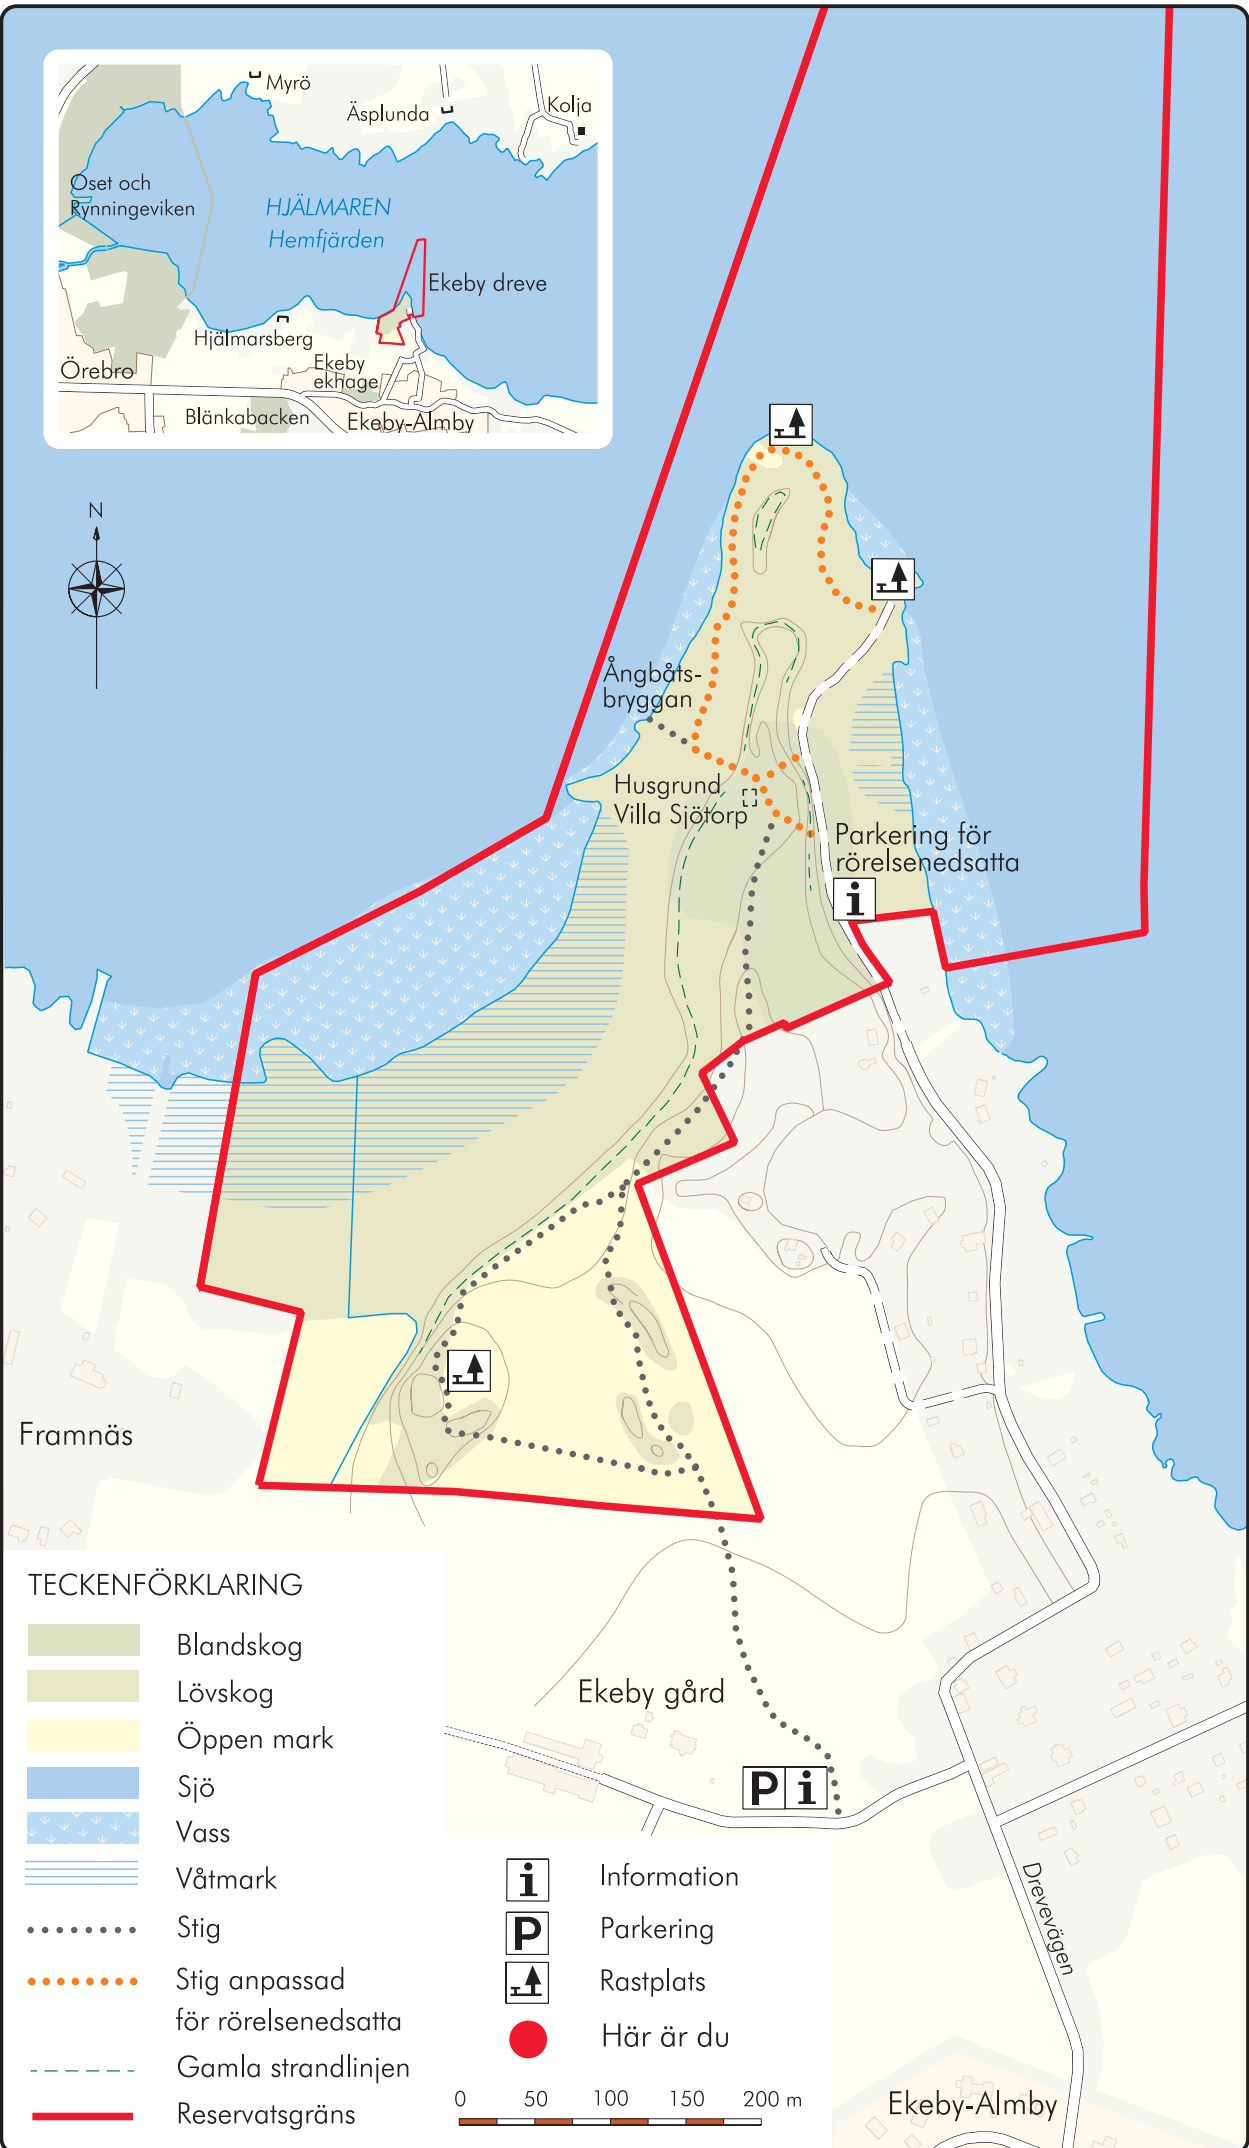 Myrö
Äsplunda
Kolja
Oset och
Rynningeviken
HJÄLMAREN
Hemfjärden
Ekeby dreve
Hjälmarsberg
Ekeby
ekhage
Örebro
Blänkabacken
Ekeby-Almby
N
Ångbåts-
bryggan
Husgrund
Villa Sjötorp
Parkering för
rörelsenedsatta
i
Framnäs
Ekeby gård
P i
Drevevägen
Ekeby-Almby
TECKENFÖRKLARING
Blandskog
Lövskog
Öppen mark
Sjö
Vass
Våtmark
Stig
Stig anpassad
för rörelsenedsatta
Gamla strandlinjen
Reservatsgräns
i Information
P Parkering
Rastplats
Här är du
0 50 100 150 200 m